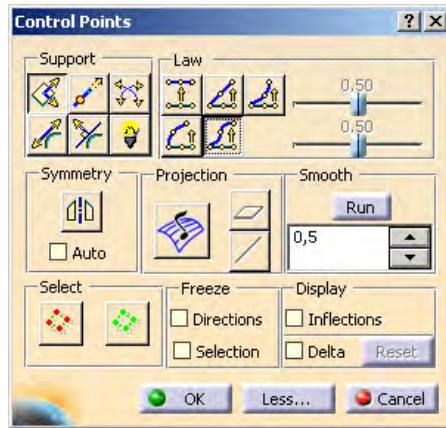 Control Points
Support
Law
0,50
0,50
Symmetry
Projection
Smooth
Run
Auto
0,5
Select
Freeze
Display
Directions
Inflections
Selection
Delta
Reset
OK
Less...
Cancel